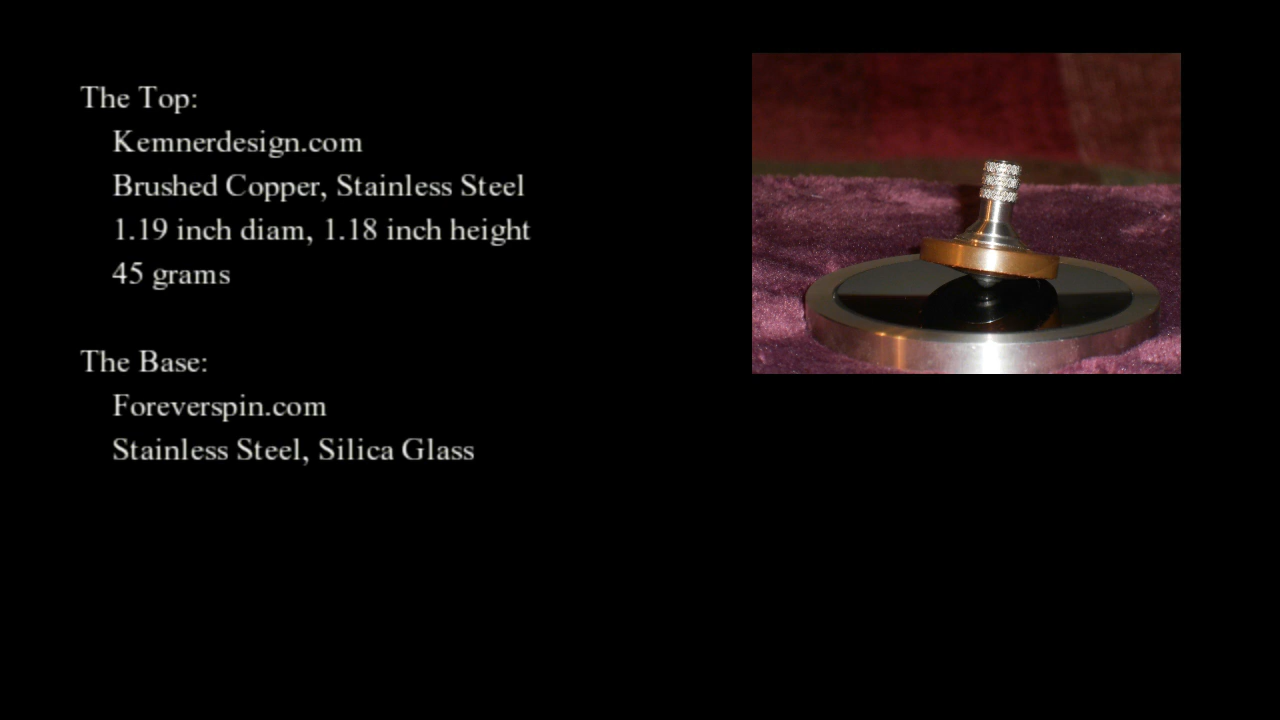 The Top:
Kemnerdesign.com
Brushed Copper, Stainless Steel
1.19 inch diam, 1.18 inch height
45 grams
The Base:
Foreverspin.com
Stainless Steel, Silica Glass